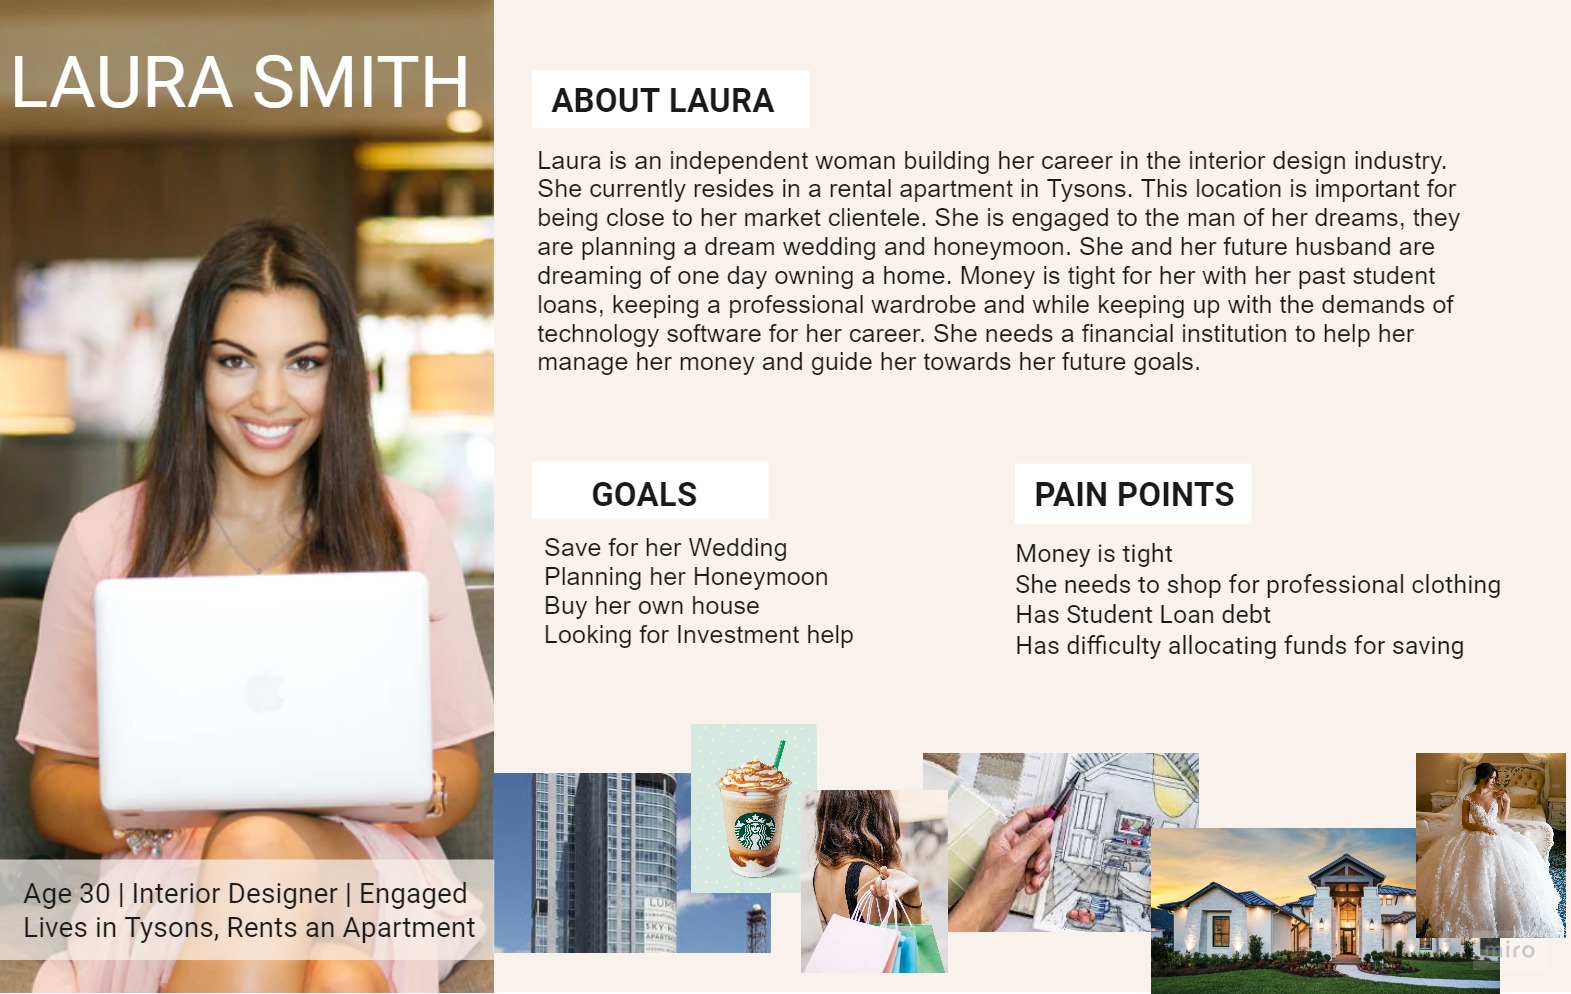 LAURA SMITH
ABOUT LAURA
Laura is an independent woman building her career in the interior design industry.
She currently resides in a rental apartment in Tysons. This location is important for
being close to her market clientele. She is engaged to the man of her dreams, they
are planning a dream wedding and honeymoon. She and her future husband are
dreaming of one day owning a home. Money is tight for her with her past student
loans, keeping a professional wardrobe and while keeping up with the demands of
technology software for her career. She needs a financial institution to help her
manage her money and guide her towards her future goals.
GOALS
Save for her Wedding
Planning her Honeymoon
Buy her own house
Looking for Investment help
PAIN POINTS
Money is tight
She needs to shop for professional clothing
Has Student Loan debt
Has difficulty allocating funds for saving
Age 30 | Interior Designer | Engaged
Lives in Tysons, Rents an Apartment
miro